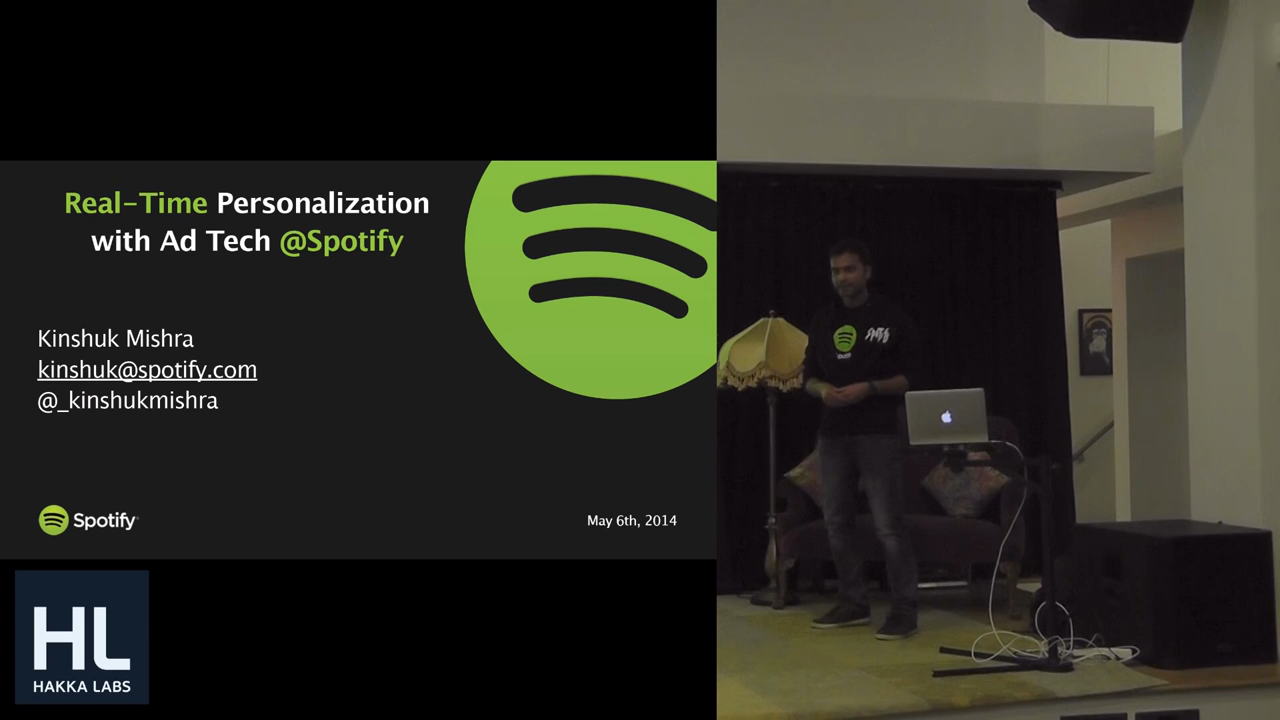 Real-Time Personalization
with Ad Tech @Spotify
Kinshuk Mishra
kinshuk@spotify.com
@_kinshukmishra
Spotify
May 6th, 2014
HL
HAKKA LABS